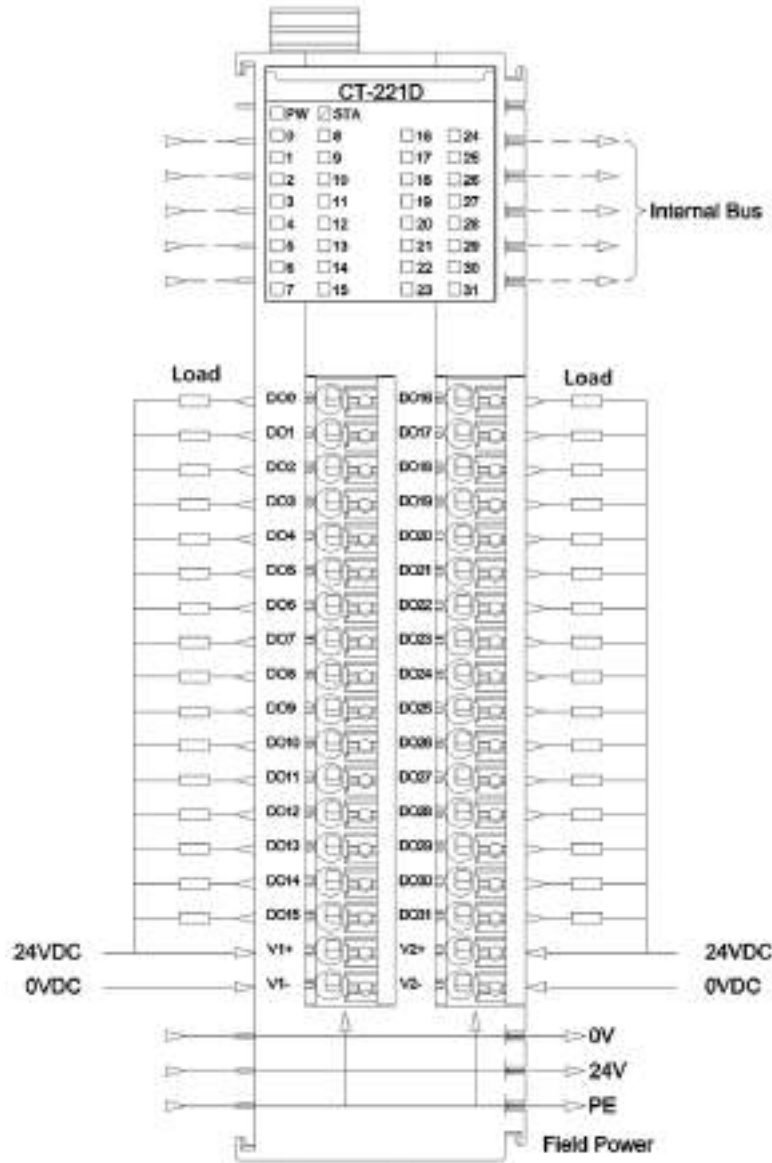 CT-221D
PW STA
0 8 16 24
1 9 17 25
2 10 18 26
3 11 19 27
4 12 20 28
5 13 21 29
6 14 22 30
7 15 23 31
Internal Bus
Load Load
DO0 DO16
DO1 DO17
DO2 DO18
DO3 DO19
DO4 DO20
DO5 DO21
DO6 DO22
DO7 DO23
DO8 DO24
DO9 DO25
DO10 DO26
DO11 DO27
DO12 DO28
DO13 DO29
DO14 DO30
DO15 DO31
24VDC V1+ V2+ 24VDC
0VDC V1- V2- 0VDC
0V
24V
PE
Field Power